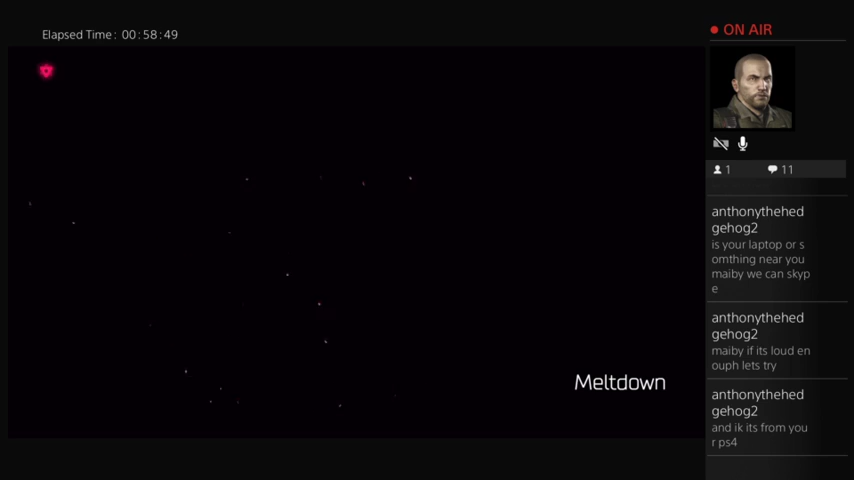 Elapsed Time: 00:58:49
ON AIR
1
11
anthonythehed
gehog2
is your laptop or s
omthing near you
maiby we can skyp
e
anthonythehed
gehog2
maiby if its loud en
ouph lets try
anthonythehed
gehog2
and ik its from you
r ps4
Meltdown